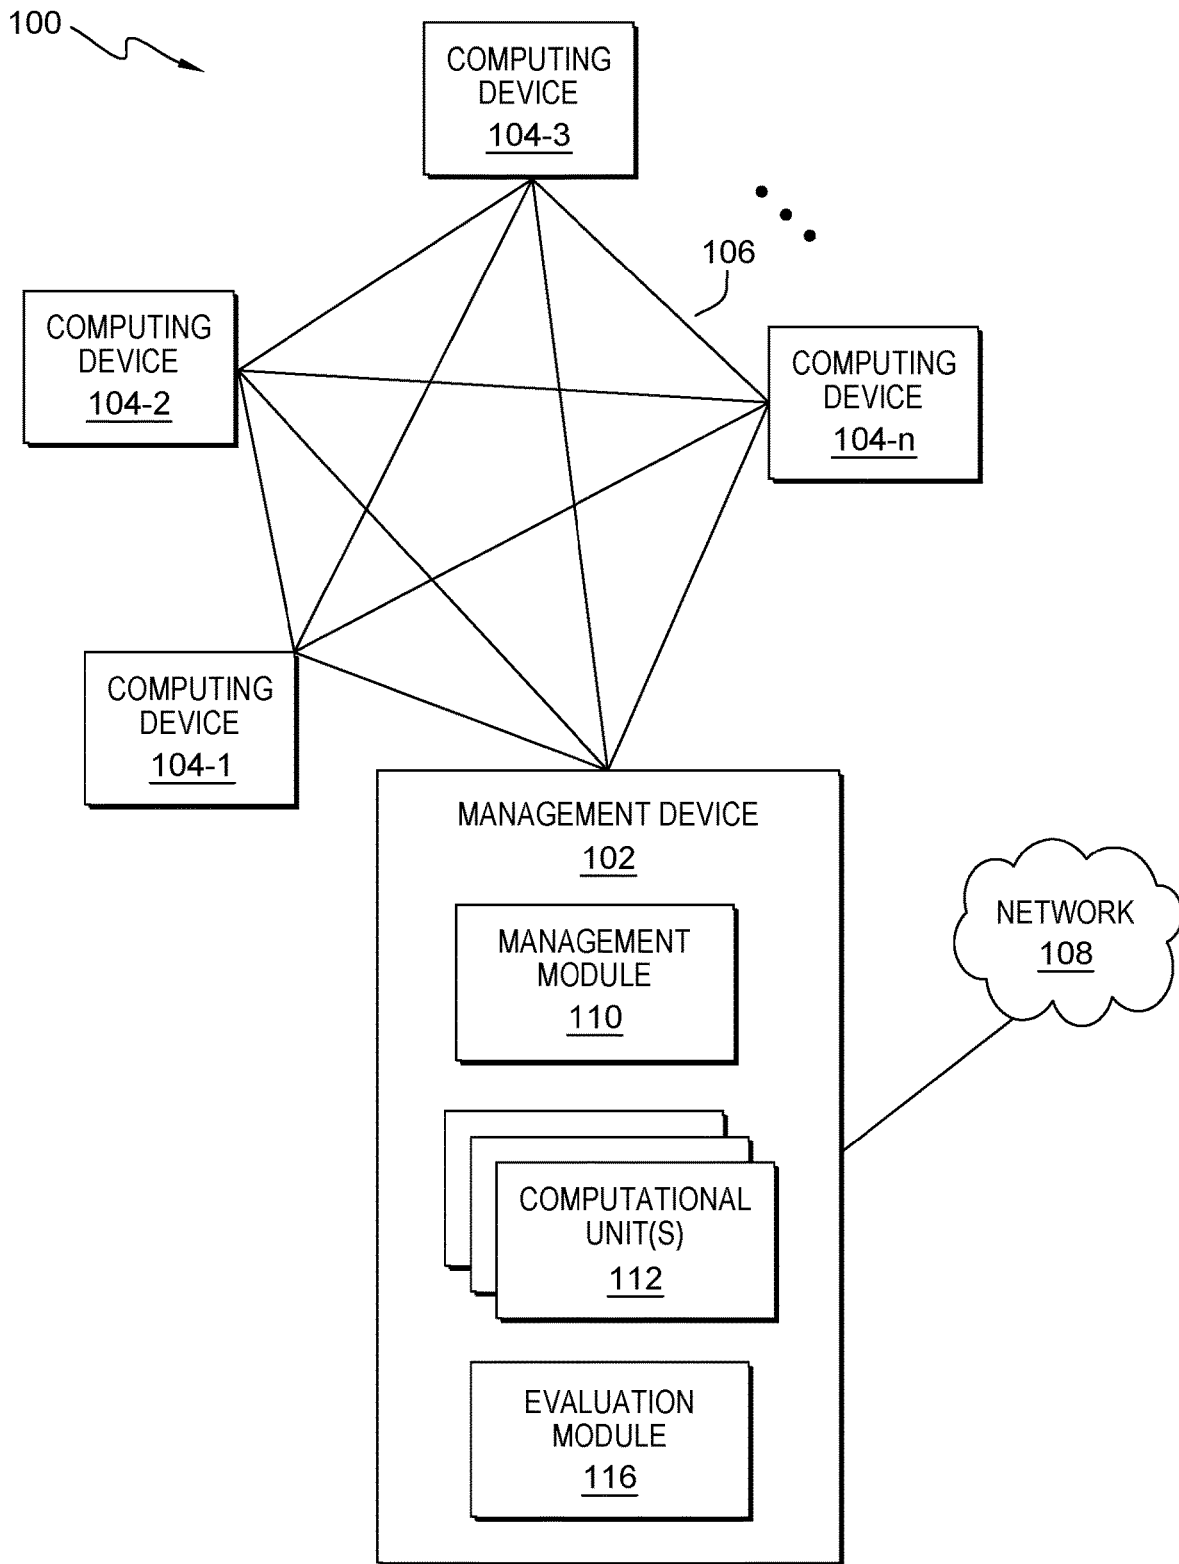 100
COMPUTING
DEVICE
104-3
106
COMPUTING
DEVICE
104-2
COMPUTING
DEVICE
104-n
COMPUTING
DEVICE
104-1
MANAGEMENT DEVICE
102
MANAGEMENT
MODULE
110
NETWORK
108
COMPUTATIONAL
UNIT(S)
112
EVALUATION
MODULE
116